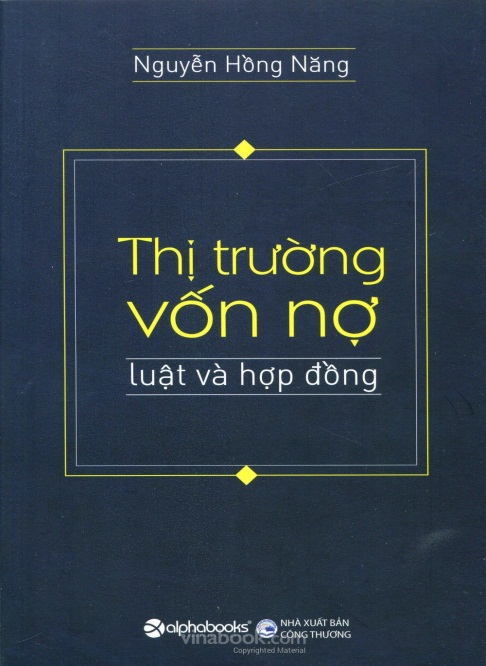 Nguyễn Hồng Năng
Thị trường
vốn nợ
luật và hợp đồng
alphabooks®
NHÀ XUẤT BẢN
CÔNG THƯƠNG
vinabook.com
Copyrighted Material